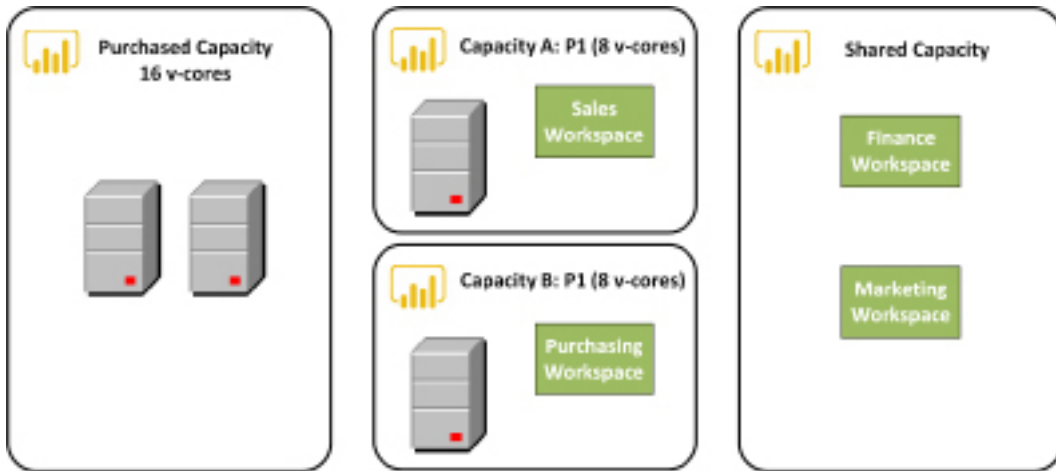 Purchased Capacity
16 v-cores
Capacity A: P1 (8 v-cores)
Sales
Workspace
Capacity B: P1 (8 v-cores)
Purchasing
Workspace
Shared Capacity
Finance
Workspace
Marketing
Workspace